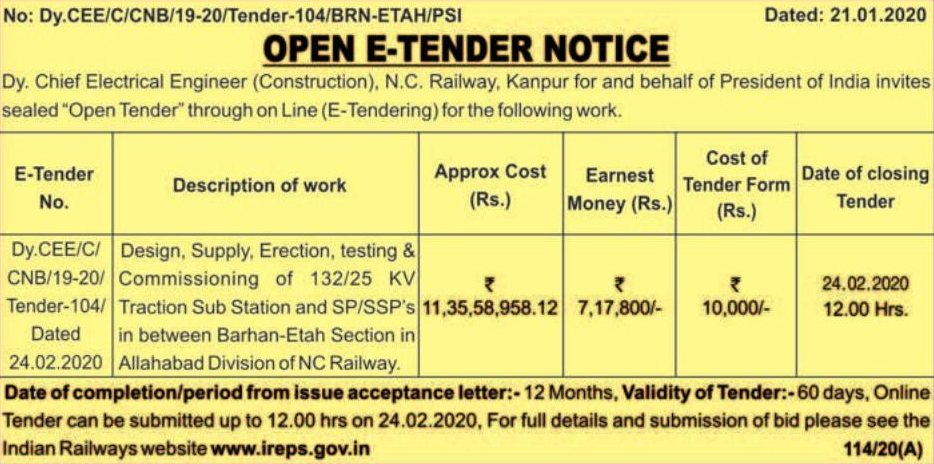 No: Dy.CEE/C/CNB/19-20/Tender-104/BRN-ETAH/PSI Dated: 21.01.2020
OPEN E-TENDER NOTICE
Dy. Chief Electrical Engineer (Construction), N.C. Railway, Kanpur for and behalf of President of India invites
sealed “Open Tender” through on Line (E-Tendering) for the following work.
E-Tender
No.
Description of work
Approx Cost
(Rs.)
Earnest
Money (Rs.)
Cost of
Tender Form
(Rs.)
Date of closing
Tender
Dy.CEE/C/
CNB/19-20/
Tender-104/
Dated
24.02.2020
Design, Supply, Erection, testing &
Commissioning of 132/25 KV
Traction Sub Station and SP/SSP's
in between Barhan-Etah Section in
Allahabad Division of NC Railway.
₹
11,35,58,958.12
₹
7,17,800/-
₹
10,000/-
24.02.2020
12.00 Hrs.
Date of completion/period from issue acceptance letter:- 12 Months, Validity of Tender:- 60 days, Online
Tender can be submitted up to 12.00 hrs on 24.02.2020, For full details and submission of bid please see the
Indian Railways website www.ireps.gov.in 114/20(A)